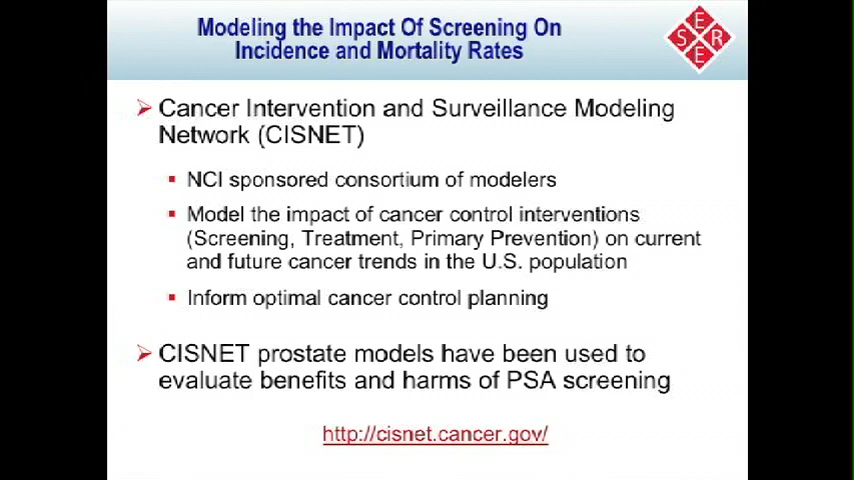 Modeling the Impact Of Screening On
Incidence and Mortality Rates
S E R
E
Cancer Intervention and Surveillance Modeling
Network (CISNET)
NCI sponsored consortium of modelers
Model the impact of cancer control interventions
(Screening, Treatment, Primary Prevention) on current
and future cancer trends in the U.S. population
Inform optimal cancer control planning
CISNET prostate models have been used to
evaluate benefits and harms of PSA screening
http://cisnet.cancer.gov/